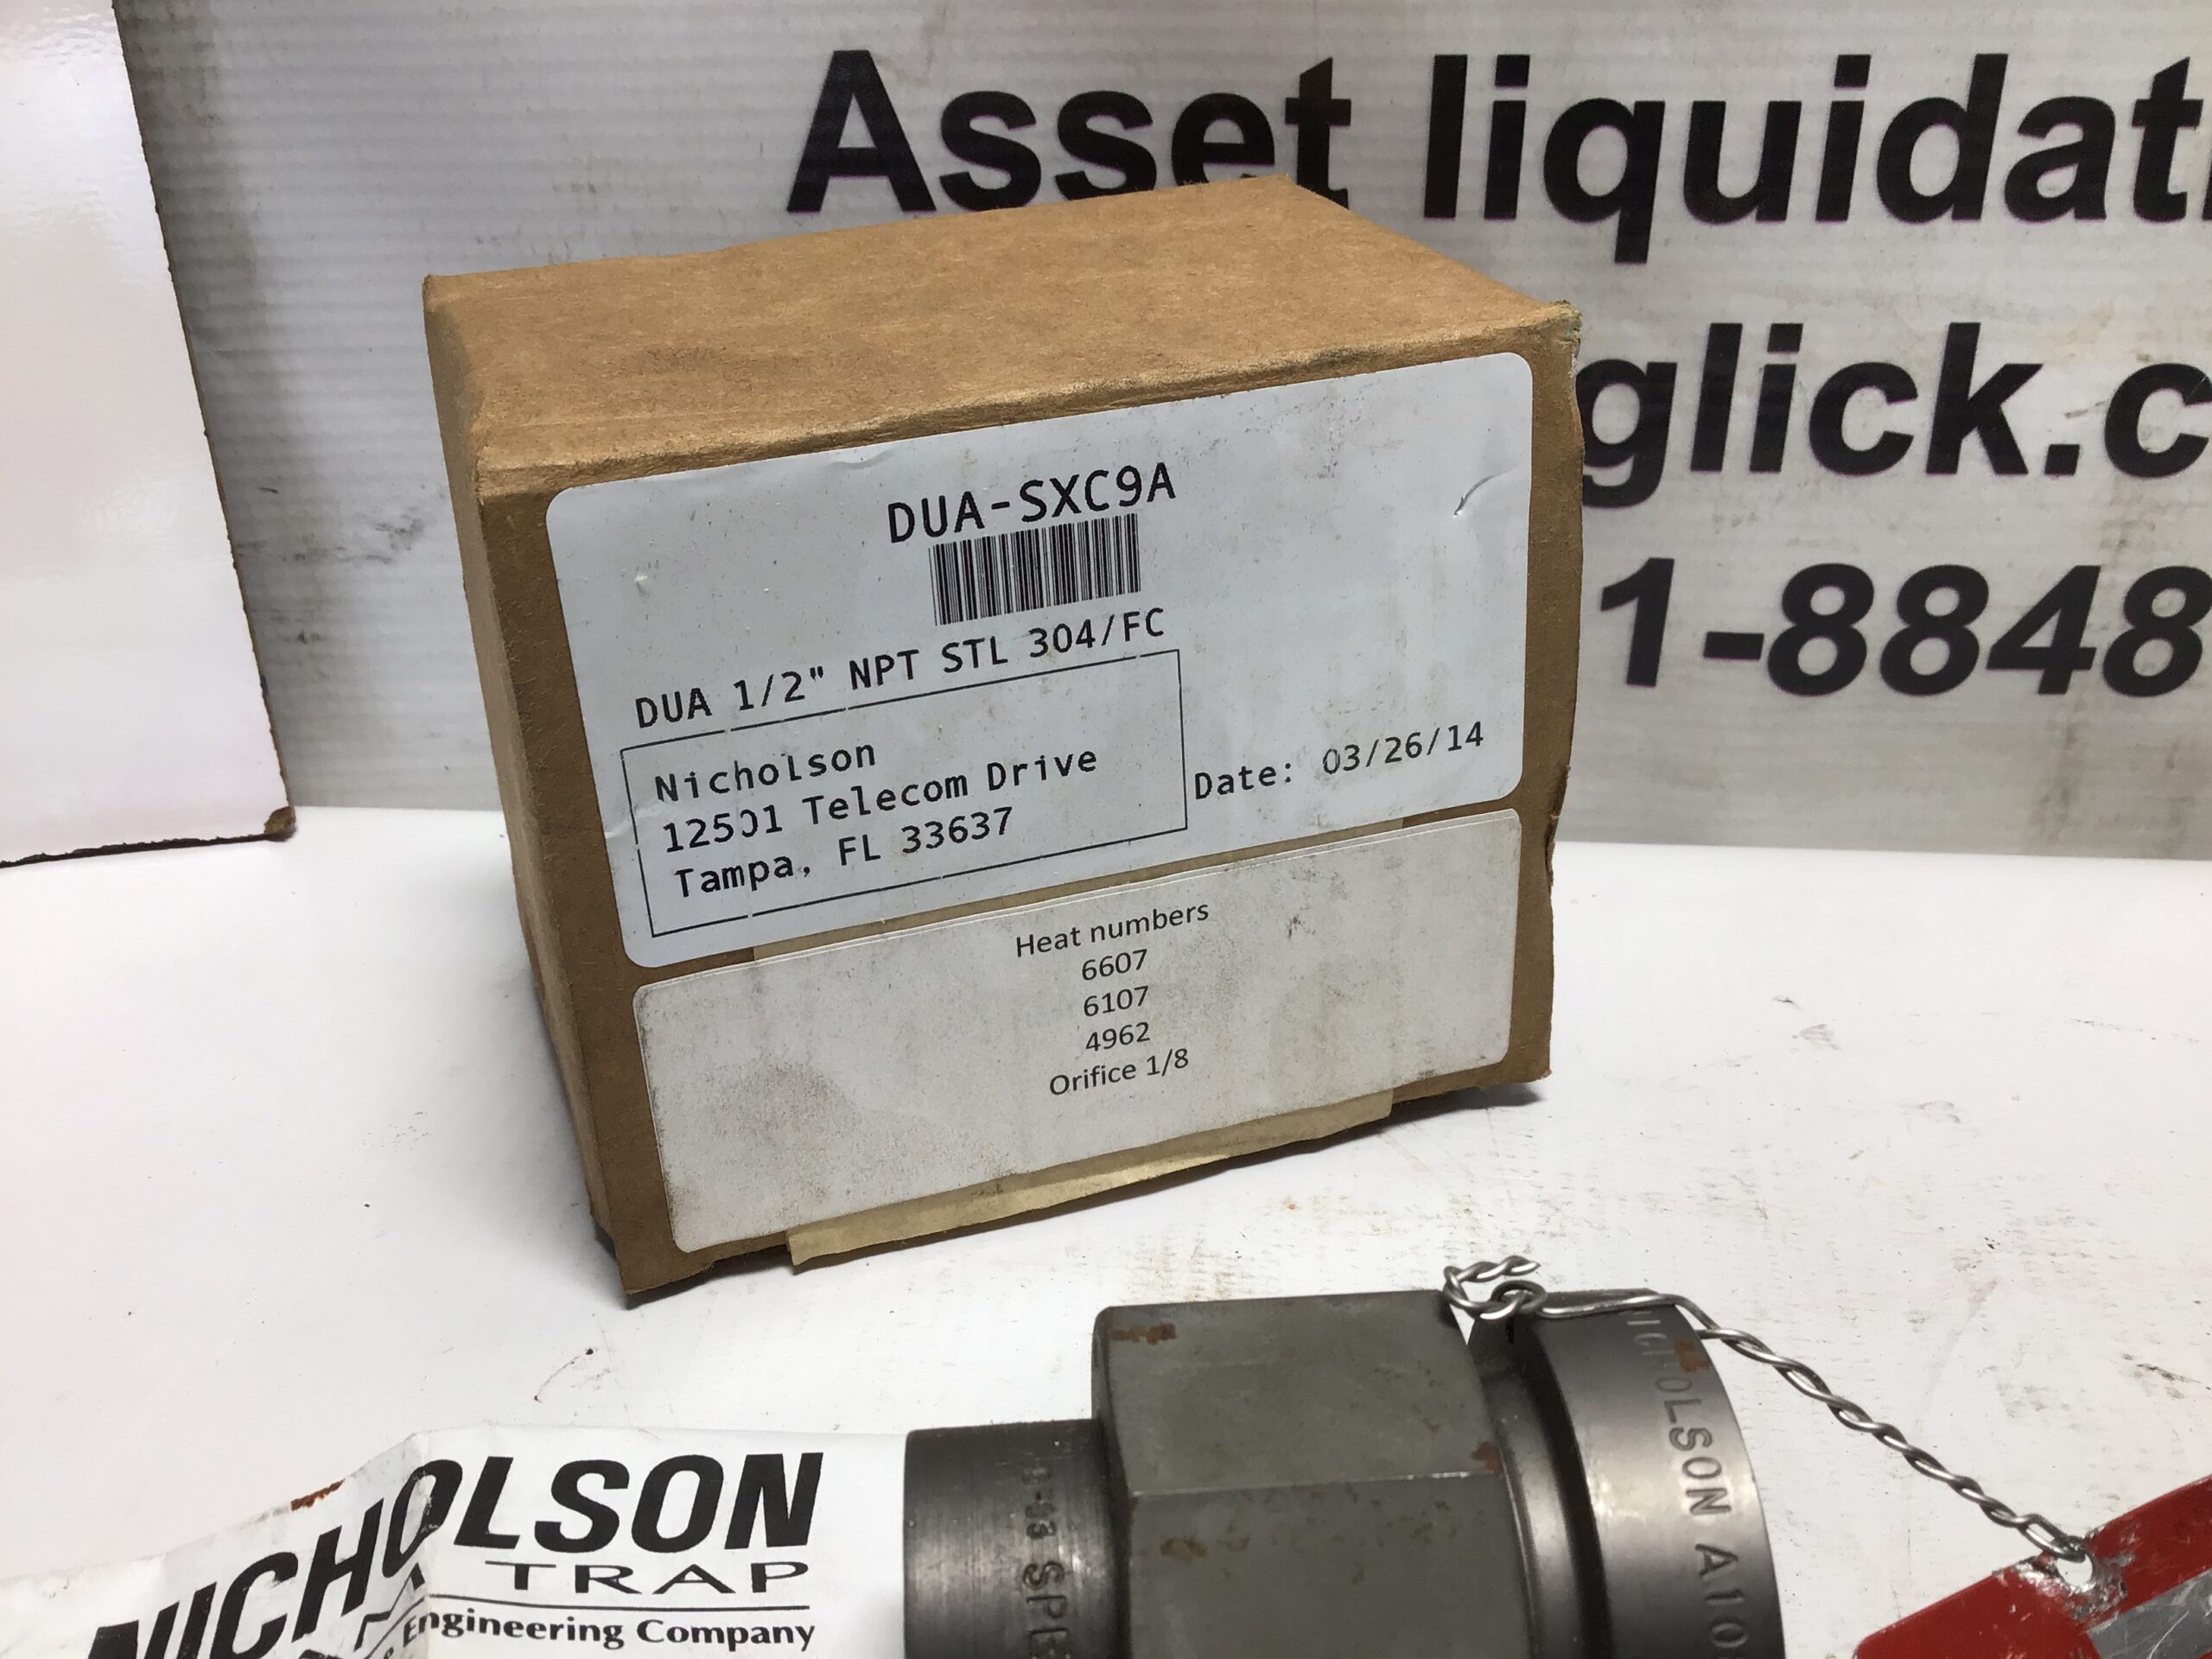 Asset liquidat
glick.c
1-8848
DUA-SXC9A
DUA 1/2" NPT STL 304/FC
Nicholson
12501 Telecom Drive
Tampa, FL 33637
Date: 03/26/14
Heat numbers
6607
6107
4962
Orifice 1/8
NICHOLSON
TRAP
Engineering Company
NICHOLSON A10